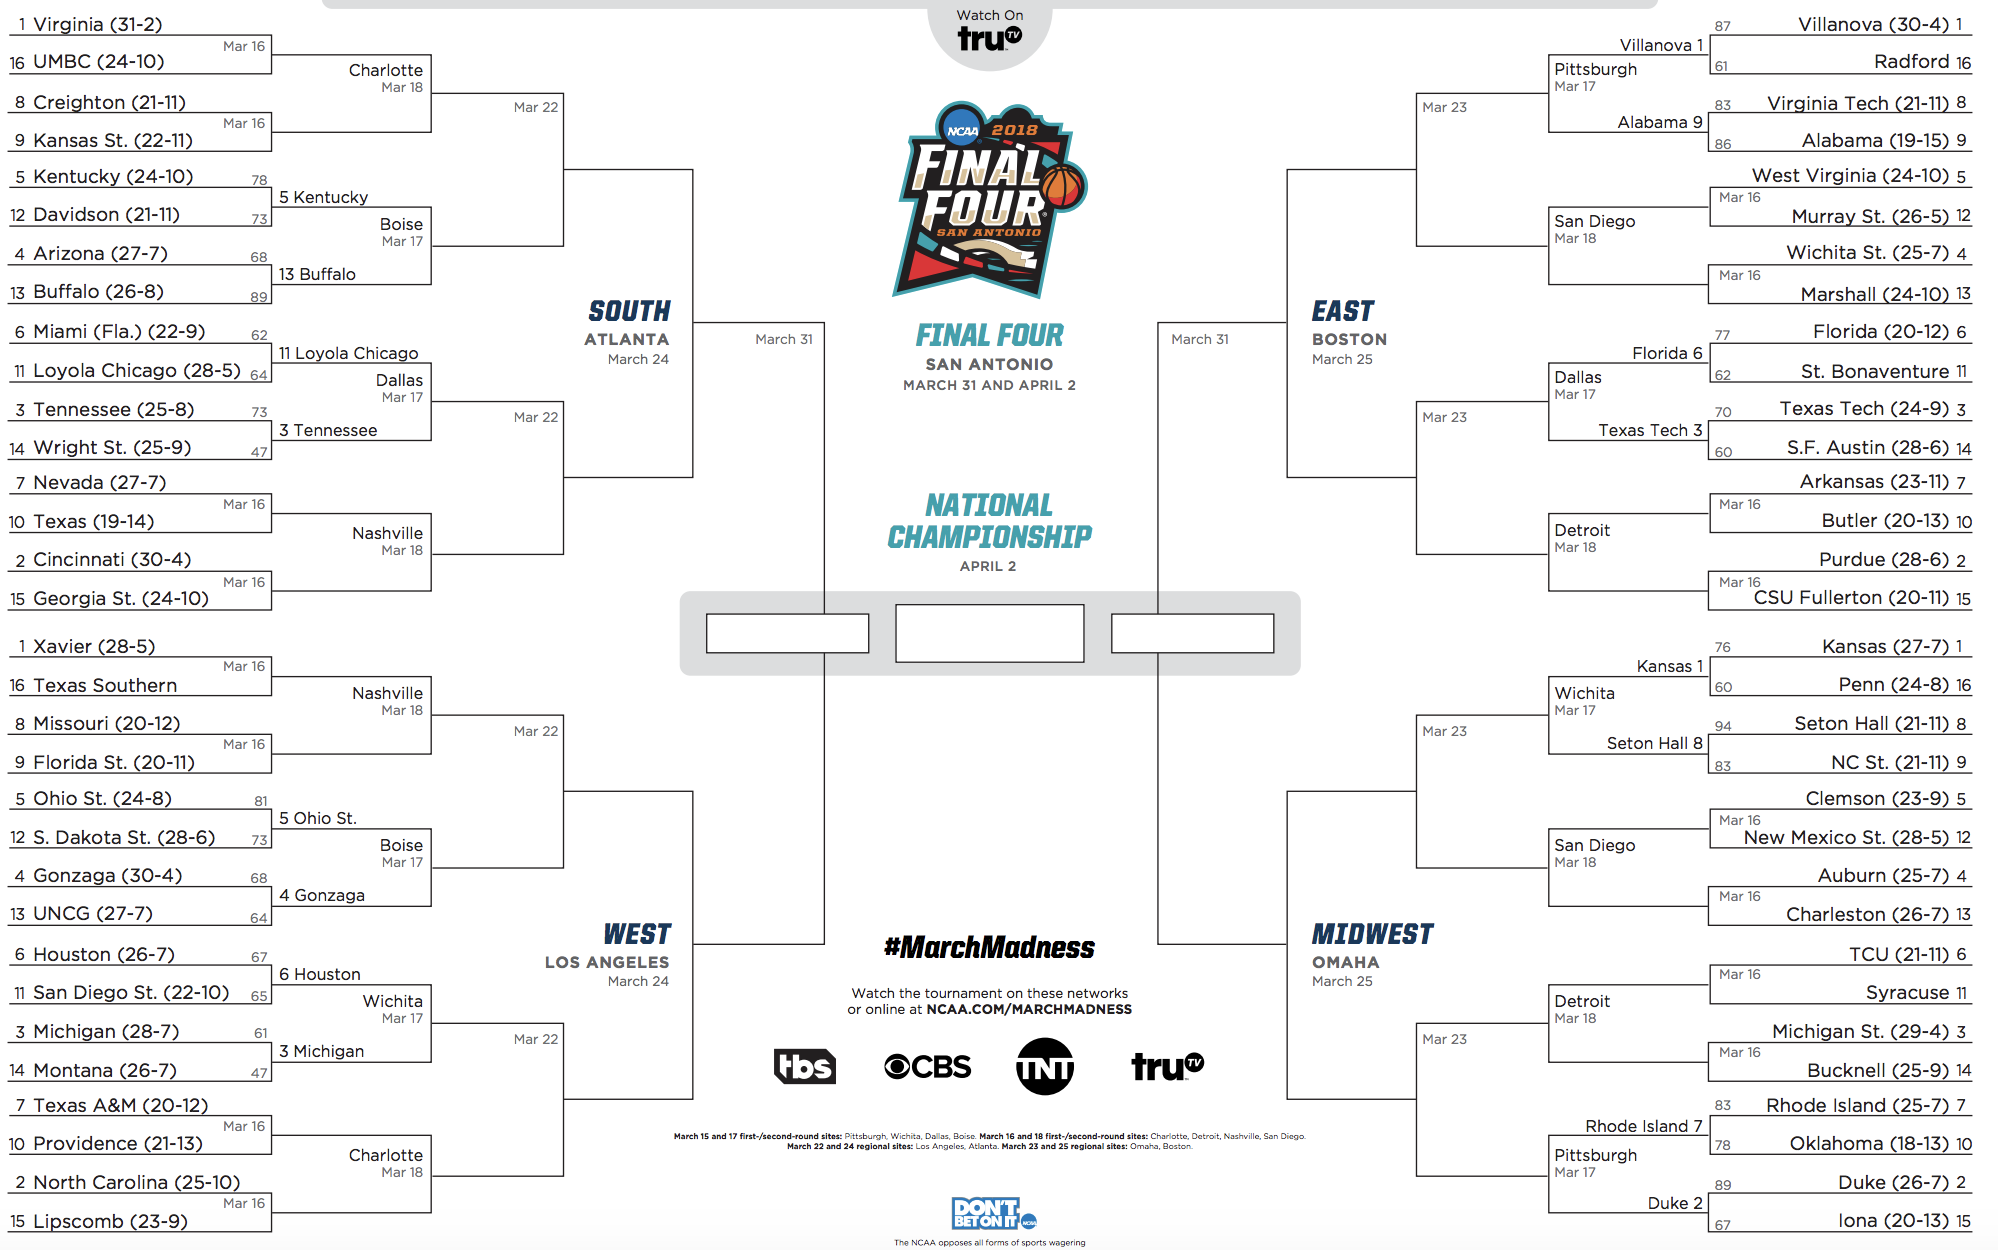 Watch On
truTV
1 Virginia (31-2)
Mar 16
16 UMBC (24-10)
Charlotte
Mar 18
8 Creighton (21-11)
Mar 16
9 Kansas St. (22-11)
Mar 22
5 Kentucky (24-10) 78
5 Kentucky
12 Davidson (21-11) 73
Boise
Mar 17
4 Arizona (27-7) 68
13 Buffalo
13 Buffalo (26-8) 89
SOUTH
ATLANTA
March 24
6 Miami (Fla.) (22-9) 62
11 Loyola Chicago
11 Loyola Chicago (28-5) 64
Dallas
Mar 17
3 Tennessee (25-8) 73
3 Tennessee
14 Wright St. (25-9) 47
Mar 22
7 Nevada (27-7)
Mar 16
10 Texas (19-14)
Nashville
Mar 18
2 Cincinnati (30-4)
Mar 16
15 Georgia St. (24-10)
March 31
1 Xavier (28-5)
Mar 16
16 Texas Southern
Nashville
Mar 18
8 Missouri (20-12)
Mar 16
9 Florida St. (20-11)
Mar 22
5 Ohio St. (24-8) 81
5 Ohio St.
12 S. Dakota St. (28-6) 73
Boise
Mar 17
4 Gonzaga (30-4) 68
4 Gonzaga
13 UNCG (27-7) 64
WEST
LOS ANGELES
March 24
6 Houston (26-7) 67
6 Houston
11 San Diego St. (22-10) 65
Wichita
Mar 17
3 Michigan (28-7) 61
3 Michigan
14 Montana (26-7) 47
Mar 22
7 Texas A&M (20-12)
Mar 16
10 Providence (21-13)
Charlotte
Mar 18
2 North Carolina (25-10)
Mar 16
15 Lipscomb (23-9)
NCAA 2018
FINAL
FOUR
SAN ANTONIO
FINAL FOUR
SAN ANTONIO
MARCH 31 AND APRIL 2
NATIONAL
CHAMPIONSHIP
APRIL 2
#MarchMadness
Watch the tournament on these networks
or online at NCAA.COM/MARCHMADNESS
tbs CBS TNT truTV
March 15 and 17 first-/second-round sites: Pittsburgh, Wichita, Dallas, Boise. March 16 and 18 first-/second-round sites: Charlotte, Detroit, Nashville, San Diego.
March 22 and 24 regional sites: Los Angeles, Atlanta. March 23 and 25 regional sites: Omaha, Boston.
DON'T
BET ON IT NCAA
The NCAA opposes all forms of sports wagering
87 Villanova (30-4) 1
Villanova 1
61 Radford 16
Pittsburgh
Mar 17
83 Virginia Tech (21-11) 8
Alabama 9
86 Alabama (19-15) 9
Mar 23
West Virginia (24-10) 5
Mar 16
Murray St. (26-5) 12
San Diego
Mar 18
Wichita St. (25-7) 4
Mar 16
Marshall (24-10) 13
EAST
BOSTON
March 25
March 31
77 Florida (20-12) 6
Florida 6
62 St. Bonaventure 11
Dallas
Mar 17
70 Texas Tech (24-9) 3
Texas Tech 3
60 S.F. Austin (28-6) 14
Mar 23
Arkansas (23-11) 7
Mar 16
Butler (20-13) 10
Detroit
Mar 18
Purdue (28-6) 2
Mar 16
CSU Fullerton (20-11) 15
76 Kansas (27-7) 1
Kansas 1
60 Penn (24-8) 16
Wichita
Mar 17
94 Seton Hall (21-11) 8
Seton Hall 8
83 NC St. (21-11) 9
Mar 23
Clemson (23-9) 5
Mar 16
New Mexico St. (28-5) 12
San Diego
Mar 18
Auburn (25-7) 4
Mar 16
Charleston (26-7) 13
MIDWEST
OMAHA
March 25
TCU (21-11) 6
Mar 16
Syracuse 11
Detroit
Mar 18
Michigan St. (29-4) 3
Mar 16
Bucknell (25-9) 14
Mar 23
83 Rhode Island (25-7) 7
Rhode Island 7
78 Oklahoma (18-13) 10
Pittsburgh
Mar 17
89 Duke (26-7) 2
Duke 2
67 Iona (20-13) 15